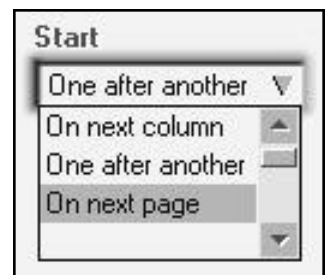 Start
One after another
On next column
One after another
On next page